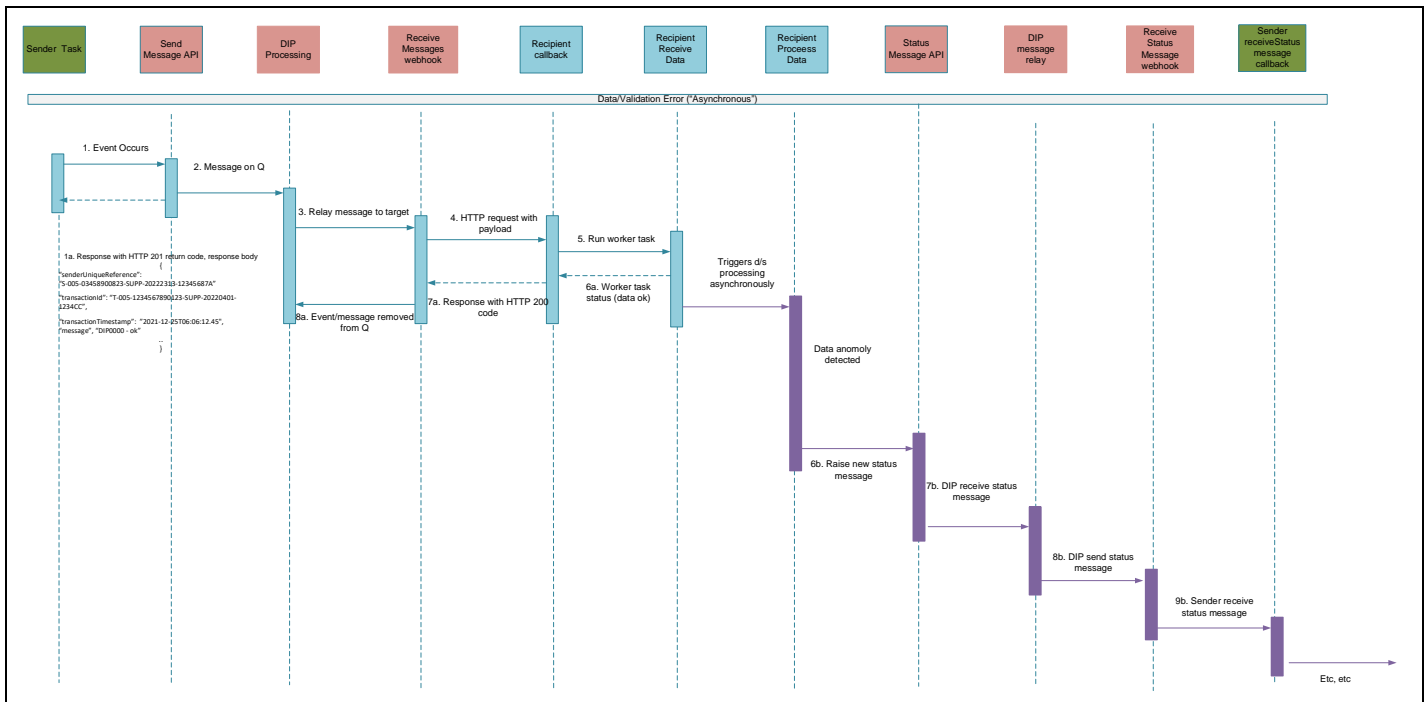 Sender Task
Send
Message API
DIP
Processing
Receive
Messages
webhook
Recipient
callback
Recipient
Receive
Data
Recipient
Proceess
Data
Status
Message API
DIP
message
relay
Receive
Status
Message
webhook
Sender
receiveStatus
message
callback
Data/Validation Error ("Asynchronous")
1. Event Occurs
2. Message on Q
3. Relay message to target
4. HTTP request with
payload
5. Run worker task
Triggers d/s
processing
asynchronously
1a. Response with HTTP 201 return code, response body
{
"senderUniqueReference":
"S-005-03458900823-SUPP-20222313-12345687A"
"transactionId": "T-005-1234567890123-SUPP-20220401-
1234CC",
"transactionTimestamp": "2021-12-25T06:06:12.45",
"message", "DIP0000 - ok"
...
}
6a. Worker task
status (data ok)
7a. Response with HTTP 200
code
8a. Event/message removed
from Q
Data anomoly
detected
6b. Raise new status
message
7b. DIP receive status
message
8b. DIP send status
message
9b. Sender receive
status message
Etc, etc